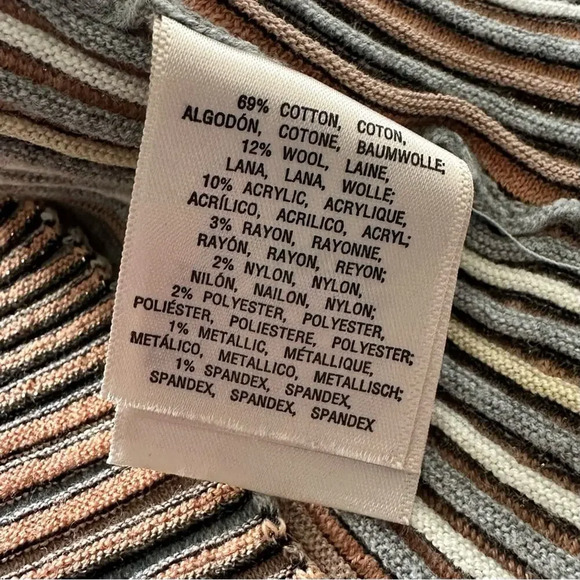 69% COTTON, COTON,
ALGODÓN, COTONE, BAUMWOLLE;
12% WOOL, LAINE,
LANA, LANA, WOLLE;
10% ACRYLIC, ACRYLIQUE,
ACRÍLICO, ACRILICO, ACRYL;
3% RAYON, RAYONNE,
RAYÓN, RAYON, REYON;
2% NYLON, NYLON,
NILÓN, NAILON, NYLON;
2% POLYESTER, POLYESTER,
POLIÉSTER, POLIESTERE, POLYESTER;
1% METALLIC, MÉTALLIQUE,
METÁLICO, METALLICO, METALLISCH;
1% SPANDEX, SPANDEX,
SPANDEX, SPANDEX, SPANDEX